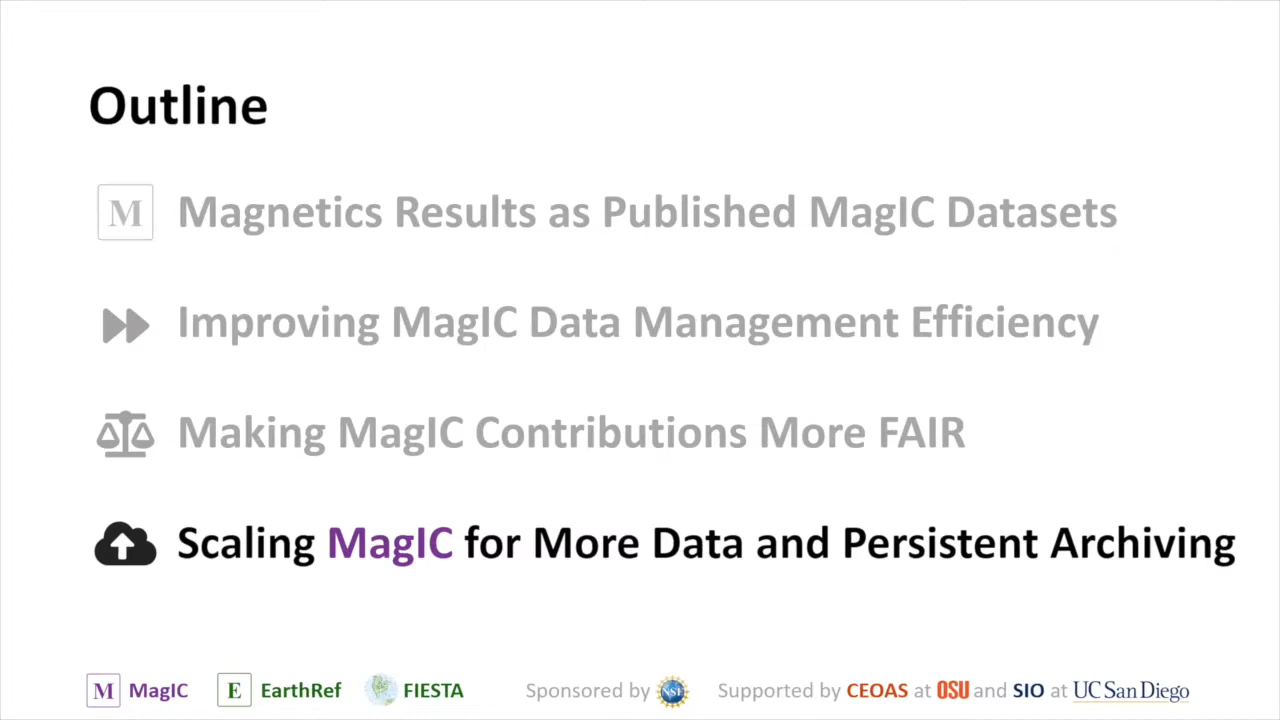 Outline
M Magnetics Results as Published MagIC Datasets
Improving MagIC Data Management Efficiency
Making MagIC Contributions More FAIR
Scaling MagIC for More Data and Persistent Archiving
M MagIC E EarthRef FIESTA Sponsored by NSF Supported by CEOAS at OSU and SIO at UC San Diego